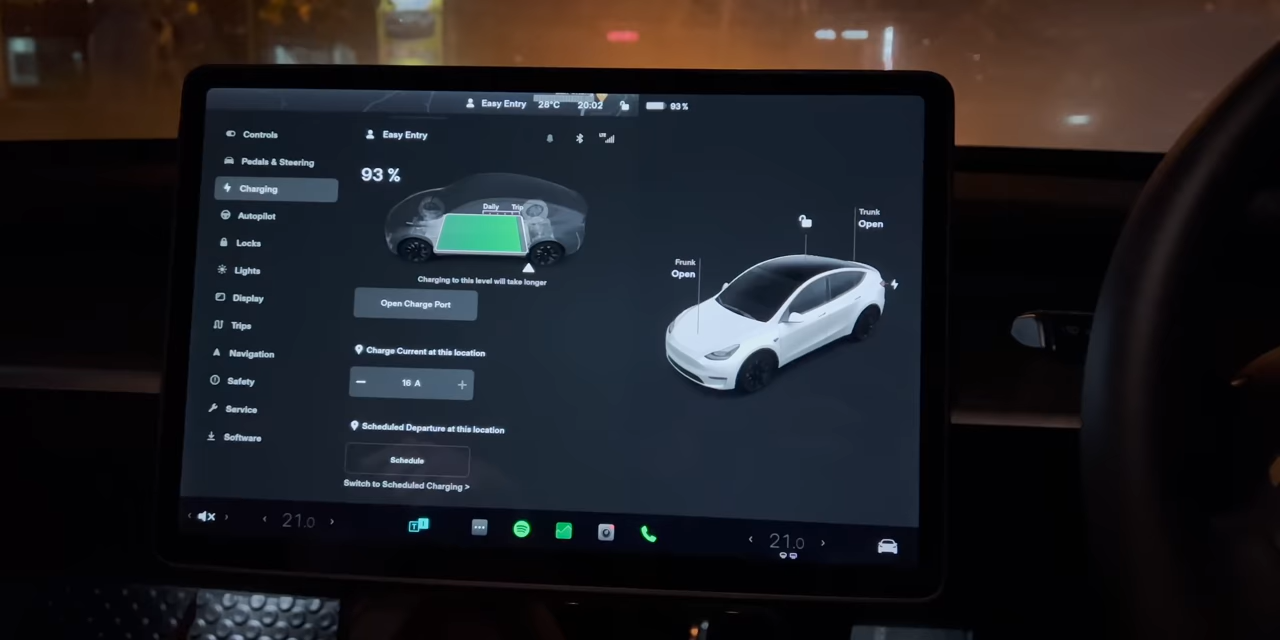 Easy Entry 28°C 20:02 93 %
Controls
Pedals & Steering
Charging
Autopilot
Locks
Lights
Display
Trips
Navigation
Safety
Service
Software
Easy Entry
LTE
93 %
Daily Trip
Charging to this level will take longer
Open Charge Port
Charge Current at this location
− 16 A +
Scheduled Departure at this location
Schedule
Switch to Scheduled Charging >
Trunk
Open
Frunk
Open
< 21.0 >
T
< 21.0 >